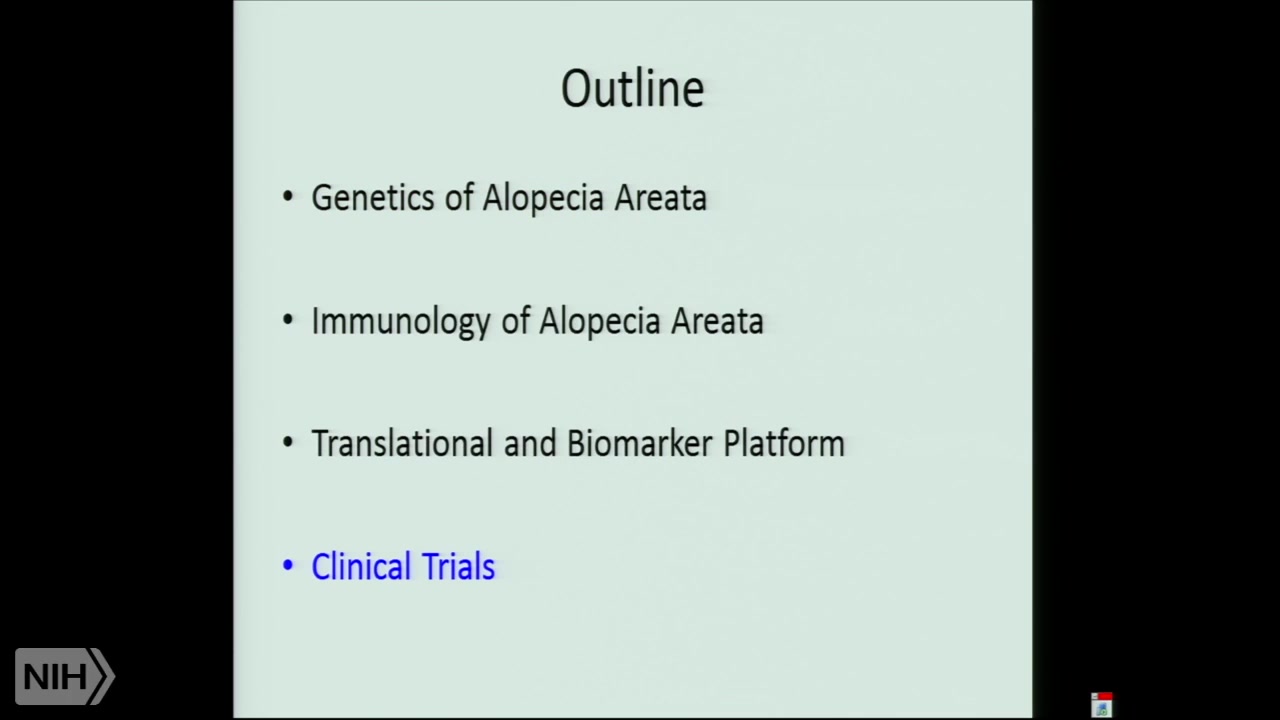 Outline
• Genetics of Alopecia Areata
• Immunology of Alopecia Areata
• Translational and Biomarker Platform
• Clinical Trials
NIH